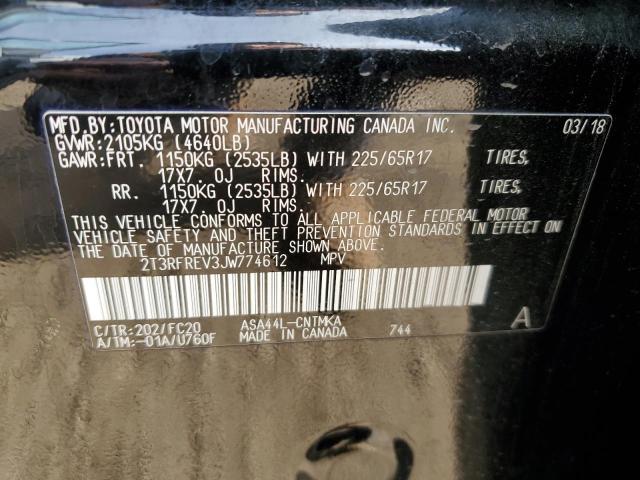 MFD.BY:TOYOTA MOTOR MANUFACTURING CANADA INC. 03/18
GVWR:2105KG (4640LB)
GAWR:FRT. 1150KG (2535LB) WITH 225/65R17 TIRES,
17X7. 0J RIMS.
RR. 1150KG (2535LB) WITH 225/65R17 TIRES,
17X7. 0J RIMS.
THIS VEHICLE CONFORMS TO ALL APPLICABLE FEDERAL MOTOR
VEHICLE SAFETY AND THEFT PREVENTION STANDARDS IN EFFECT ON
THE DATE OF MANUFACTURE SHOWN ABOVE.
2T3RFREV3JW774612 MPV
C/TR:202/FC20 ASA44L-CNTMKA 744 A
A/TM:-01A/U760F MADE IN CANADA